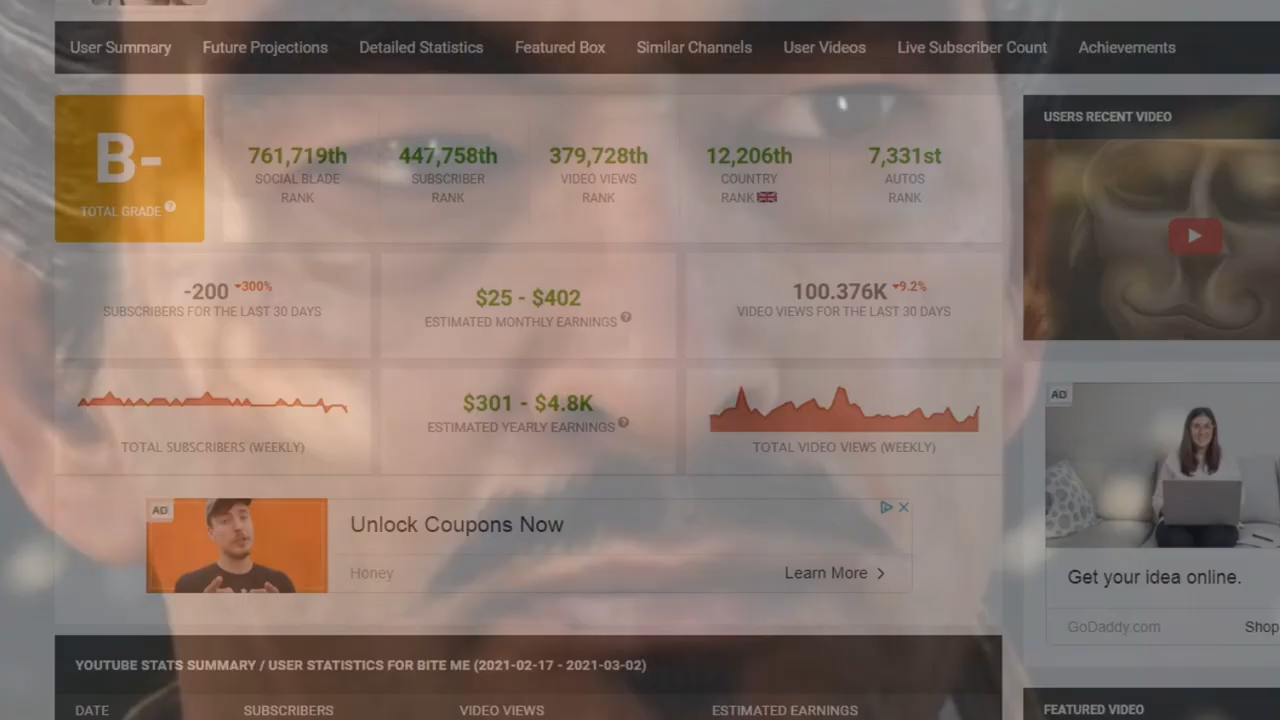 User Summary Future Projections Detailed Statistics Featured Box Similar Channels User Videos Live Subscriber Count Achievements
B-
TOTAL GRADE ?
761,719th
SOCIAL BLADE
RANK
447,758th
SUBSCRIBER
RANK
379,728th
VIDEO VIEWS
RANK
12,206th
COUNTRY
RANK
7,331st
AUTOS
RANK
USERS RECENT VIDEO
-200 300%
SUBSCRIBERS FOR THE LAST 30 DAYS
$25 - $402
ESTIMATED MONTHLY EARNINGS ?
100.376K 9.2%
VIDEO VIEWS FOR THE LAST 30 DAYS
TOTAL SUBSCRIBERS (WEEKLY)
$301 - $4.8K
ESTIMATED YEARLY EARNINGS ?
TOTAL VIDEO VIEWS (WEEKLY)
AD
Unlock Coupons Now
Honey
Learn More
AD
Get your idea online.
GoDaddy.com
Shop
YOUTUBE STATS SUMMARY / USER STATISTICS FOR BITE ME (2021-02-17 - 2021-03-02)
DATE SUBSCRIBERS VIDEO VIEWS ESTIMATED EARNINGS
FEATURED VIDEO